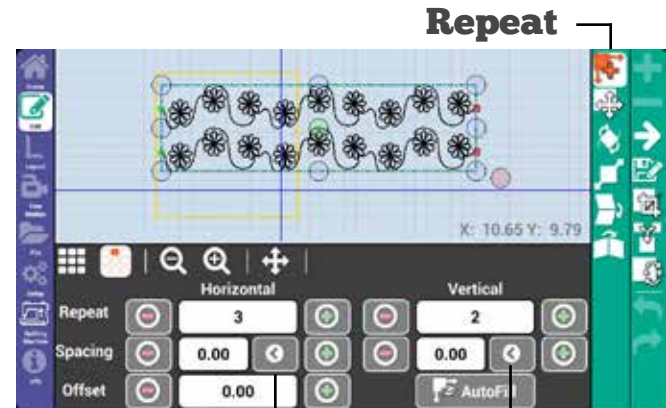 Repeat
Edit
X: 10.65 Y: 9.79
Horizontal Vertical
Repeat 3 2
Spacing 0.00 0.00
Offset 0.00 AutoFill